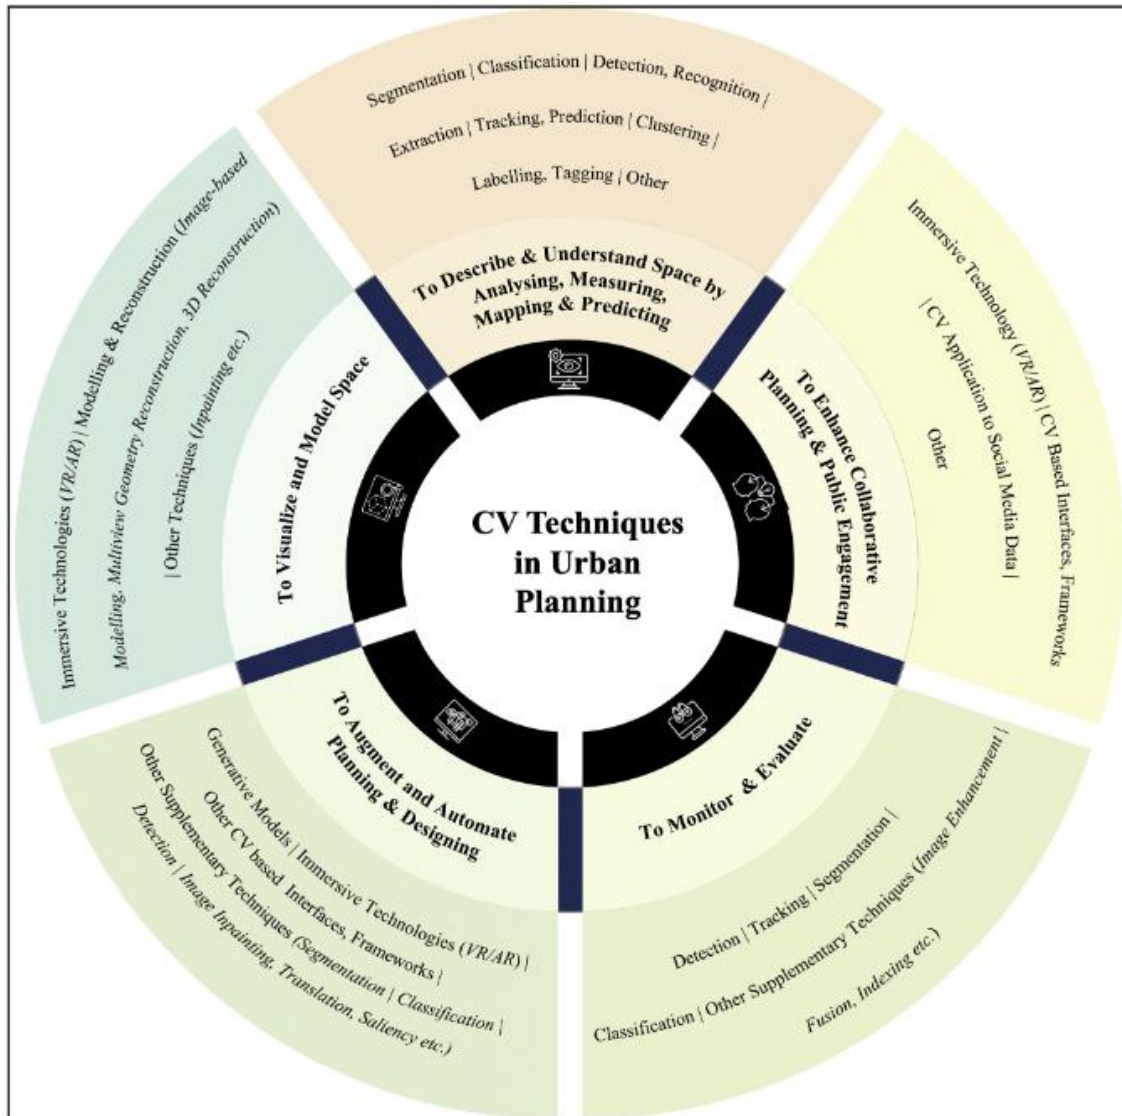 CV Techniques
in Urban
Planning
Segmentation | Classification | Detection, Recognition |
Extraction | Tracking, Prediction | Clustering |
Labelling, Tagging | Other
To Describe & Understand Space by
Analysing, Measuring,
Mapping & Predicting
Immersive Technology (VR/AR) | CV Based Interfaces, Frameworks
| CV Application to Social Media Data |
Other
To Enhance Collaborative
Planning & Public Engagement
To Monitor & Evaluate
Detection | Tracking | Segmentation |
Classification | Other Supplementary Techniques (Image Enhancement |
Fusion, Indexing etc.)
To Augment and Automate
Planning & Designing
Generative Models | Immersive Technologies (VR/AR) |
Other CV based Interfaces, Frameworks |
Other Supplementary Techniques (Segmentation | Classification |
Detection | Image Inpainting, Translation, Saliency etc.)
Immersive Technologies (VR/AR) | Modelling & Reconstruction (Image-based
Modelling, Multiview Geometry Reconstruction, 3D Reconstruction)
| Other Techniques (Inpainting etc.)
To Visualize and Model Space